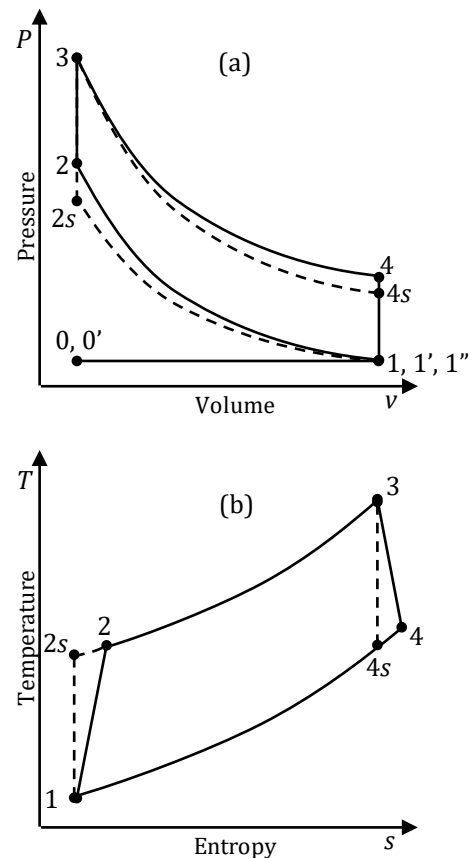 P
(a)
3
2
2s
Pressure
4
4s
0, 0’
1, 1’, 1”
Volume
v
T
(b)
3
2s
2
4
4s
Temperature
1
Entropy
s